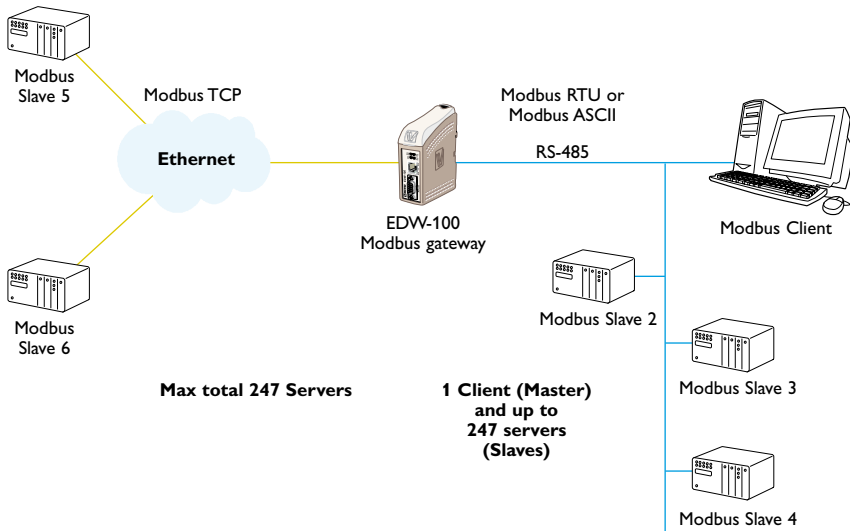 Modbus
Slave 5
Modbus TCP
Ethernet
Modbus RTU or
Modbus ASCII
RS-485
EDW-100
Modbus gateway
Modbus Client
Modbus Slave 2
Modbus
Slave 6
Modbus Slave 3
Max total 247 Servers
1 Client (Master)
and up to
247 servers
(Slaves)
Modbus Slave 4